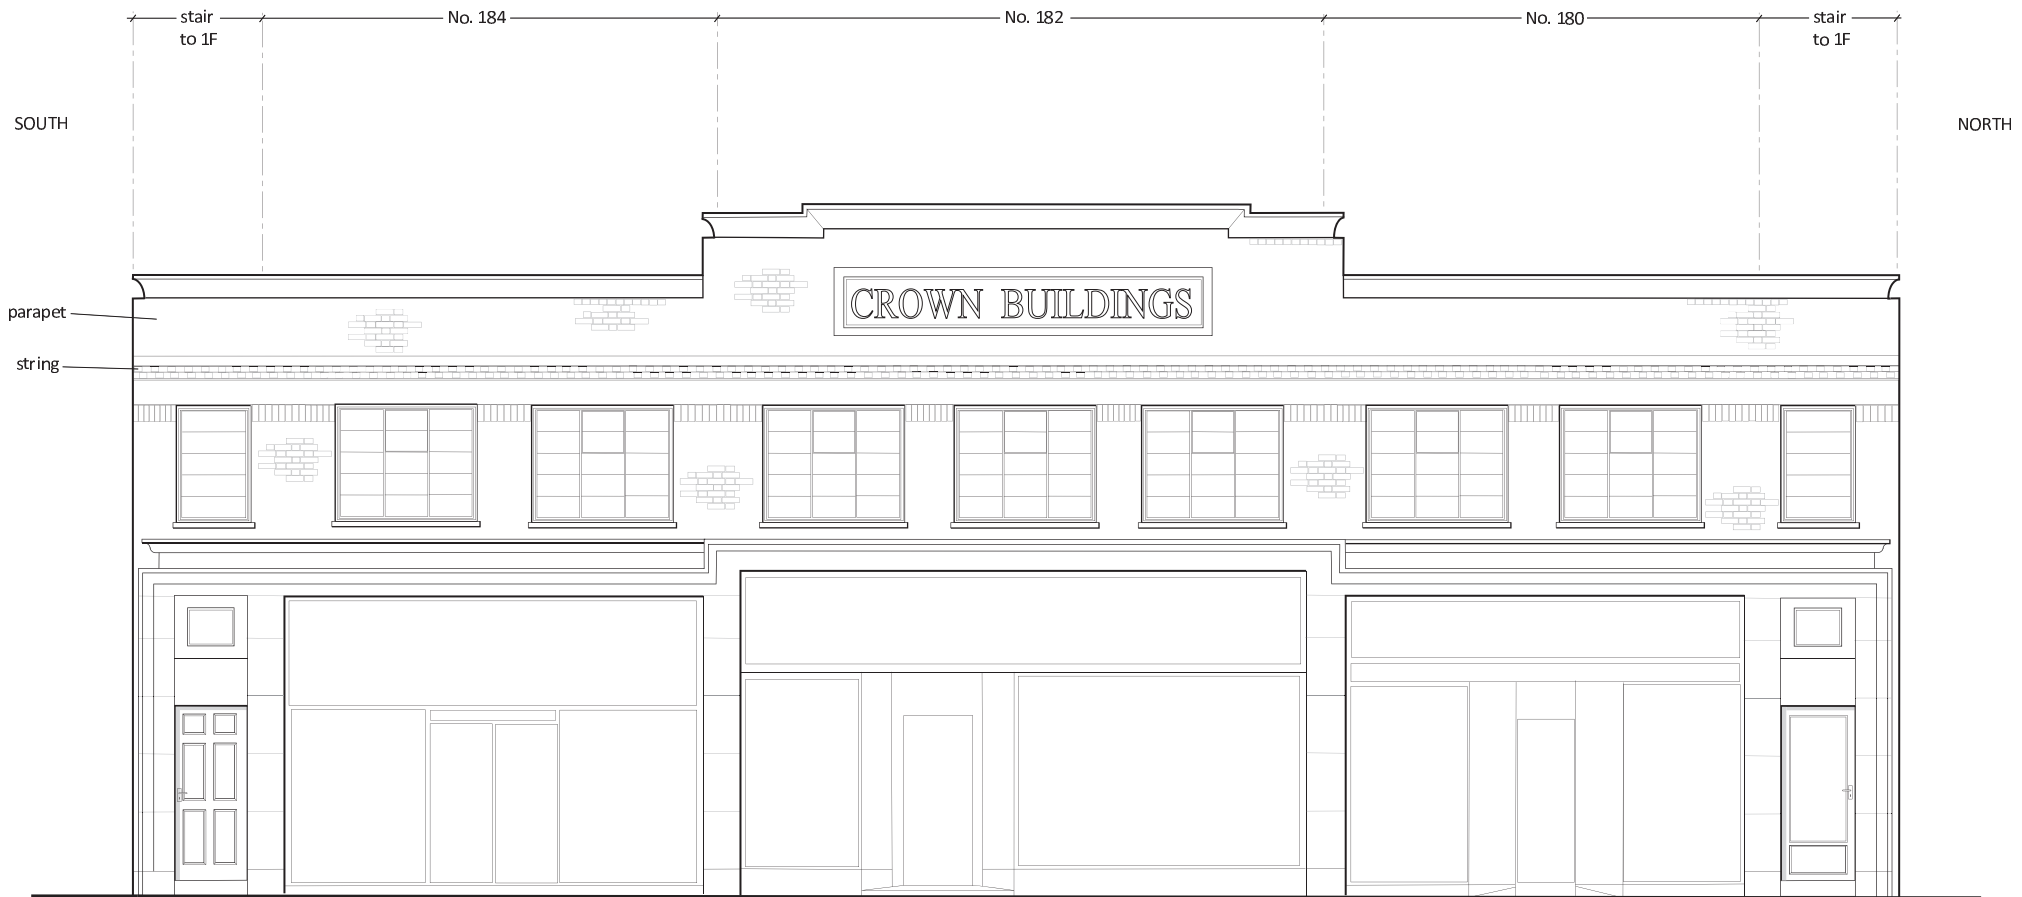 stair
to 1F
No. 184
No. 182
No. 180
stair
to 1F
SOUTH
NORTH
CROWN BUILDINGS
parapet
string